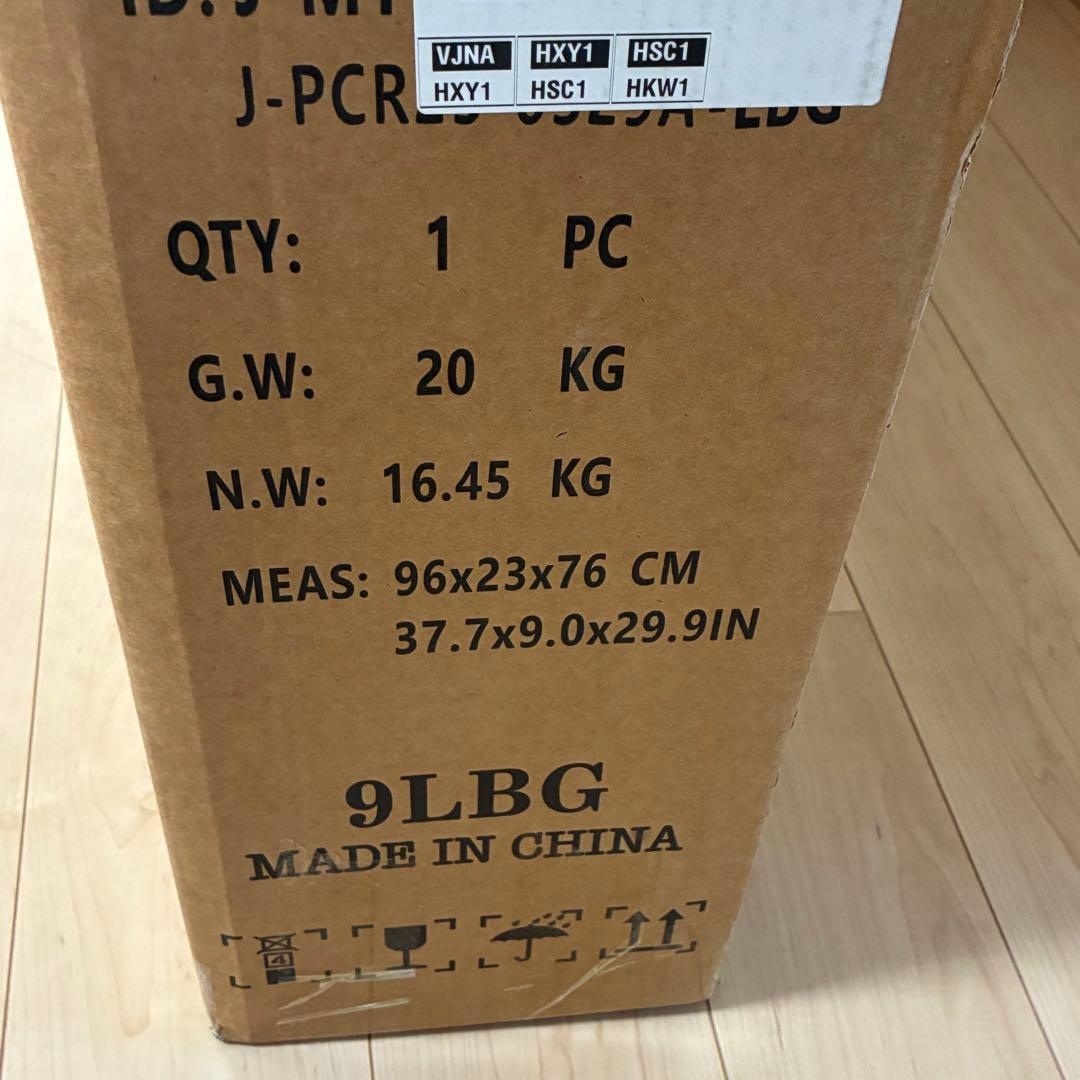 VJNA HXY1 HSC1
HXY1 HSC1 HKW1
QTY: 1 PC
G.W: 20 KG
N.W: 16.45 KG
MEAS: 96x23x76 CM
37.7x9.0x29.9IN
9LBG
MADE IN CHINA
4